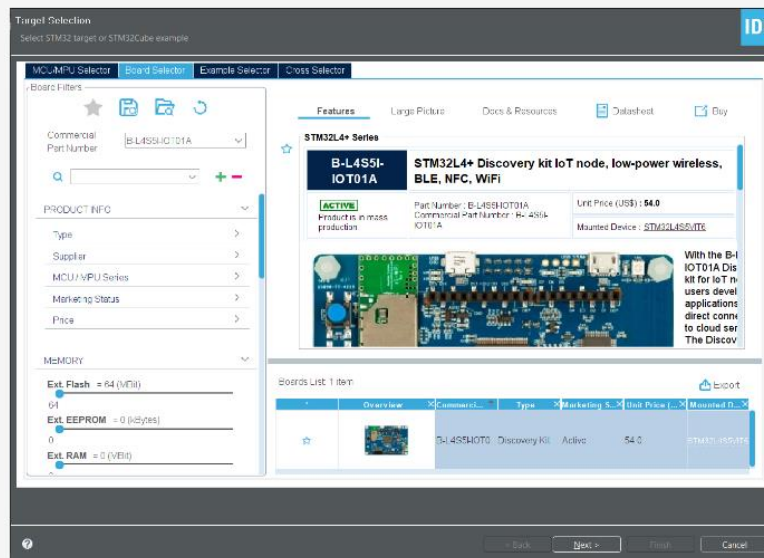 Target Selection
Select STM32 target or STM32Cube example
ID
MCU/MPU Selector Board Selector Example Selector Cross Selector
Board Filters
Commercial
Part Number
B-L4S5I-IOT01A
PRODUCT INFO
Type
Supplier
MCU / MPU Series
Marketing Status
Price
MEMORY
Ext. Flash = 64 (MBit)
64
Ext. EEPROM = 0 (kBytes)
0
Ext. RAM = 0 (MBit)
Features Large Picture Docs & Resources Datasheet Buy
STM32L4+ Series
B-L4S5I-
IOT01A
STM32L4+ Discovery kit IoT node, low-power wireless,
BLE, NFC, WiFi
ACTIVE
Product is in mass
production
Part Number : B-L4S5I-IOT01A
Commercial Part Number : B-L4S5I-
IOT01A
Unit Price (US$) : 54.0
Mounted Device : STM32L4S5VIT6
With the B-L
IOT01A Dis
kit for IoT n
users devel
applications
direct conne
to cloud ser
The Discov
Boards List: 1 item
Export
* Overview Commerci... Type Marketing S... Unit Price (... Mounted D...
B-L4S5I-IOT0 Discovery Kit Active 54.0 STM32L4S5VIT6
? < Back Next > Finish Cancel